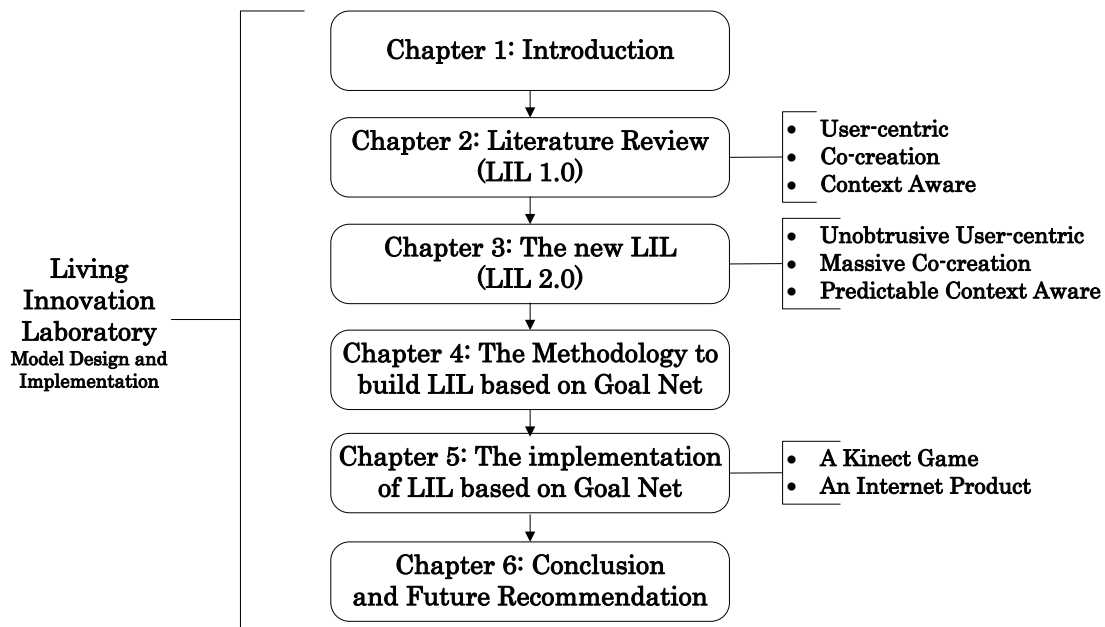 Living
Innovation
Laboratory
Model Design and
Implementation
Chapter 1: Introduction
Chapter 2: Literature Review
(LIL 1.0)
• User-centric
• Co-creation
• Context Aware
Chapter 3: The new LIL
(LIL 2.0)
• Unobtrusive User-centric
• Massive Co-creation
• Predictable Context Aware
Chapter 4: The Methodology to
build LIL based on Goal Net
Chapter 5: The implementation
of LIL based on Goal Net
• A Kinect Game
• An Internet Product
Chapter 6: Conclusion
and Future Recommendation